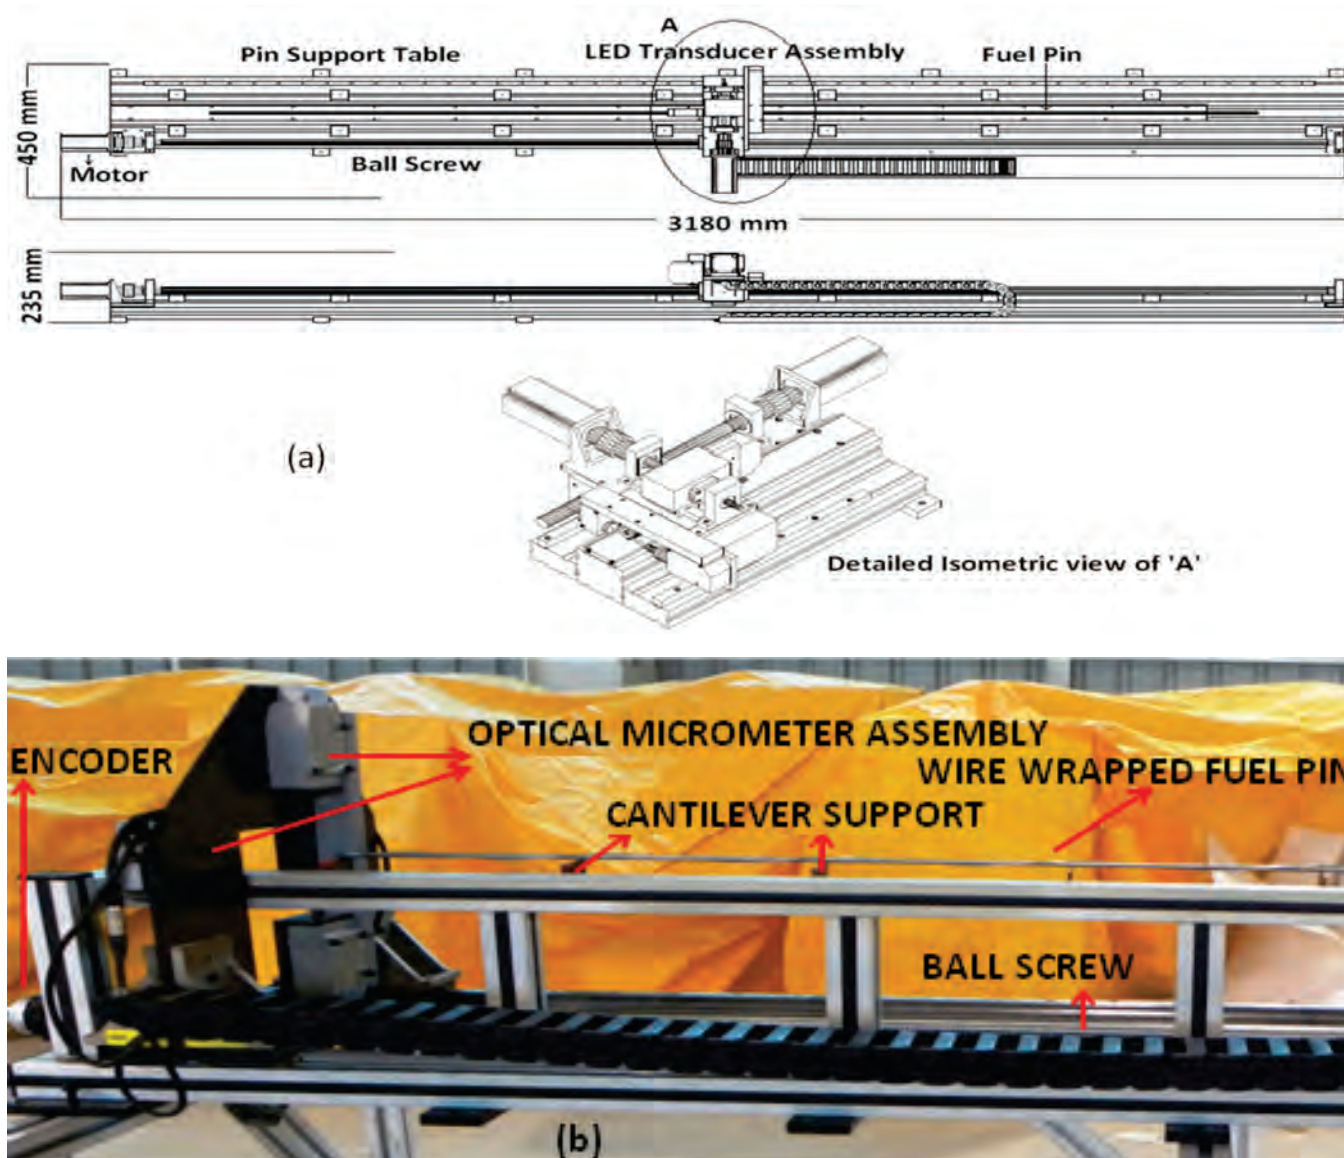 A
Pin Support Table
LED Transducer Assembly
Fuel Pin
450 mm
Motor
Ball Screw
3180 mm
235 mm
(a)
Detailed Isometric view of 'A'
ENCODER
OPTICAL MICROMETER ASSEMBLY
WIRE WRAPPED FUEL PIN
CANTILEVER SUPPORT
BALL SCREW
(b)